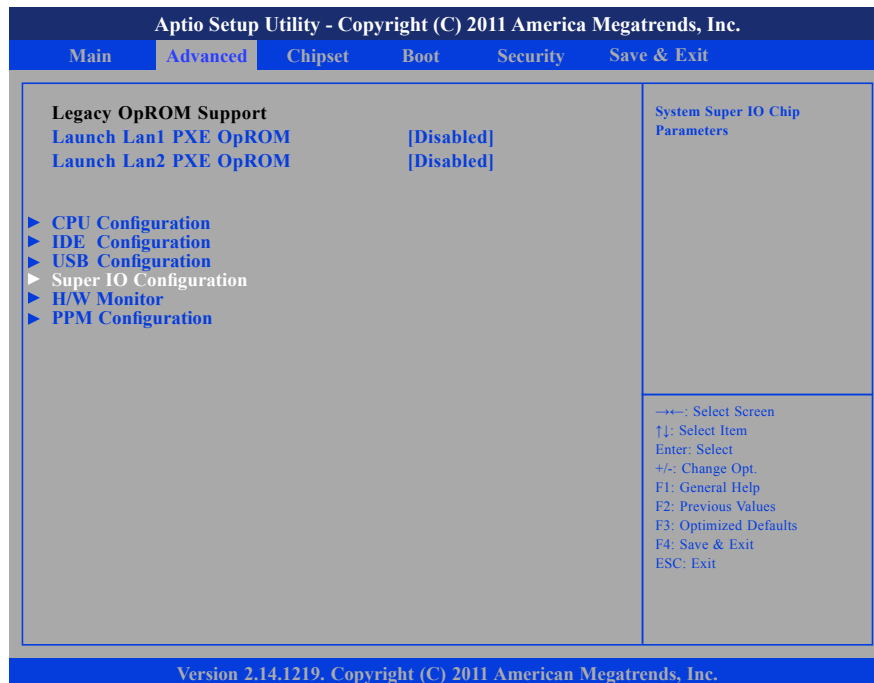 Aptio Setup Utility - Copyright (C) 2011 America Megatrends, Inc.
Main Advanced Chipset Boot Security Save & Exit
Legacy OpROM Support
Launch Lan1 PXE OpROM [Disabled]
Launch Lan2 PXE OpROM [Disabled]
► CPU Configuration
► IDE Configuration
► USB Configuration
► Super IO Configuration
► H/W Monitor
► PPM Configuration
System Super IO Chip
Parameters
→←: Select Screen
↑↓: Select Item
Enter: Select
+/-: Change Opt.
F1: General Help
F2: Previous Values
F3: Optimized Defaults
F4: Save & Exit
ESC: Exit
Version 2.14.1219. Copyright (C) 2011 American Megatrends, Inc.